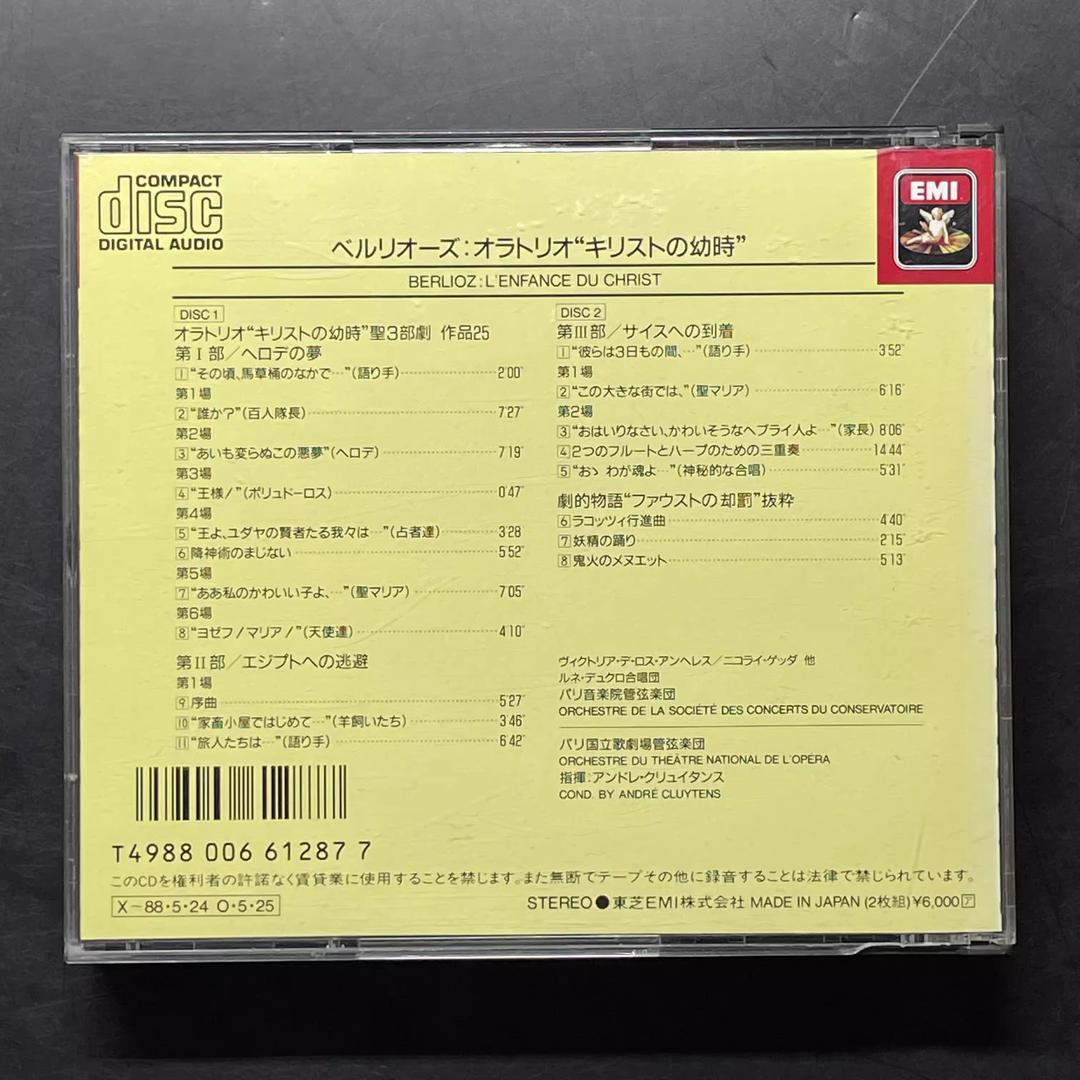 COMPACT
disc
DIGITAL AUDIO
EMI
ベルリオーズ:オラトリオ“キリストの幼時”
BERLIOZ:L'ENFANCE DU CHRIST
DISC 1
オラトリオ“キリストの幼時”聖3部劇 作品25
第Ⅰ部/ヘロデの夢
1 “その頃、馬草桶のなかで…”(語り手) 2'00"
第1場
2 “誰か?”(百人隊長) 7'27"
第2場
3 “あいも変らぬこの悪夢”(ヘロデ) 7'19"
第3場
4 “王様!”(ポリュドーロス) 0'47"
第4場
5 “王よ、ユダヤの賢者たる我々は…”(占者達) 3'28"
6 降神術のまじない 5'52"
第5場
7 “ああ私のかわいい子よ、…”(聖マリア) 7'05"
第6場
8 “ヨゼフ!マリア!”(天使達) 4'10"
第Ⅱ部/エジプトへの逃避
第1場
9 序曲 5'27"
10 “家畜小屋ではじめて…”(羊飼いたち) 3'46"
11 “旅人たちは…”(語り手) 6'42"
DISC 2
第Ⅲ部/サイスへの到着
1 “彼らは3日もの間、…”(語り手) 3'52"
第1場
2 “この大きな街では、”(聖マリア) 6'16"
第2場
3 “おはいりなさい、かわいそうなヘブライ人よ…”(家長) 8'06"
4 2つのフルートとハープのための三重奏 14'44"
5 “おゝ わが魂よ…”(神秘的な合唱) 5'31"
劇的物語“ファウストの却罰”抜粋
6 ラコッツィ行進曲 4'40"
7 妖精の踊り 2'15"
8 鬼火のメヌエット 5'13"
ヴィクトリア・デ・ロス・アンヘレス/ニコライ・ゲッダ 他
ルネ・デュクロ合唱団
パリ音楽院管弦楽団
ORCHESTRE DE LA SOCIÉTÉ DES CONCERTS DU CONSERVATOIRE
パリ国立歌劇場管弦楽団
ORCHESTRE DU THÉÂTRE NATIONAL DE L'OPÉRA
指揮:アンドレ・クリュイタンス
COND. BY ANDRÉ CLUYTENS
T4988 006 61287 7
このCDを権利者の許諾なく賃貸業に使用することを禁じます。また無断でテープその他に録音することは法律で禁じられています。
X-88・5・24 O・5・25
STEREO●東芝EMI株式会社 MADE IN JAPAN (2枚組)¥6,000 ア